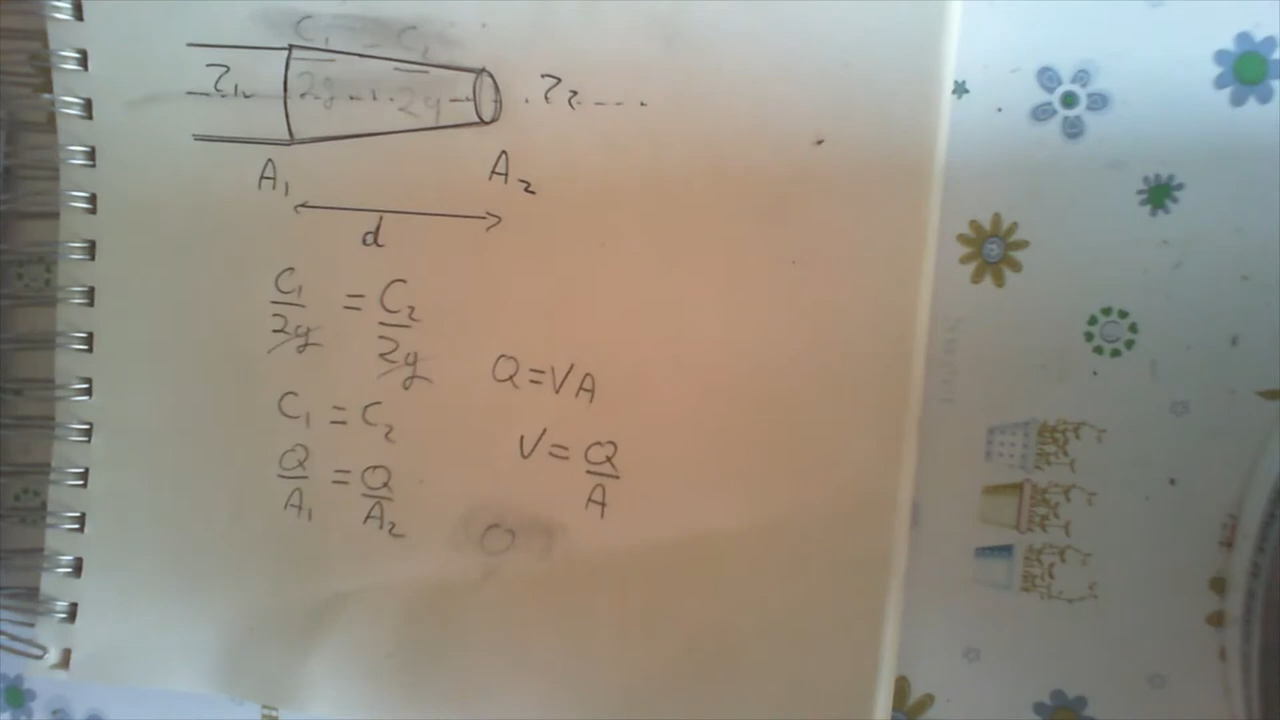 C₁ C₂
Z₁ 2g 2g Z₂
A₁ A₂
d
C₁/2g = C₂/2g
Q=VA
C₁ = C₂
V = Q/A
Q/A₁ = Q/A₂